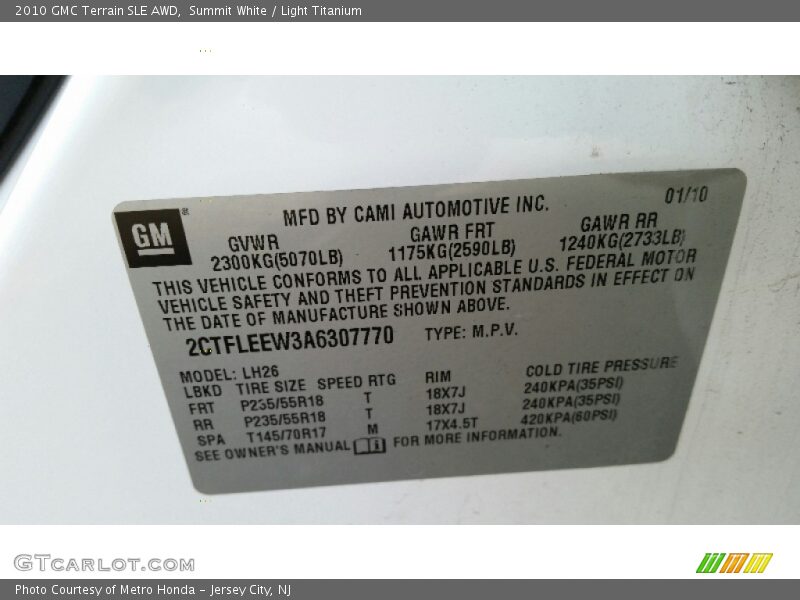 2010 GMC Terrain SLE AWD,  Summit White / Light Titanium
GM
MFD BY CAMI AUTOMOTIVE INC.
01/10
GVWR GAWR FRT GAWR RR
2300KG(5070LB) 1175KG(2590LB) 1240KG(2733LB)
THIS VEHICLE CONFORMS TO ALL APPLICABLE U.S. FEDERAL MOTOR
VEHICLE SAFETY AND THEFT PREVENTION STANDARDS IN EFFECT ON
THE DATE OF MANUFACTURE SHOWN ABOVE.
2CTFLEEW3A6307770 TYPE: M.P.V.
MODEL: LH26
LBKD TIRE SIZE SPEED RTG RIM COLD TIRE PRESSURE
FRT P235/55R18 T 18X7J 240KPA(35PSI)
RR P235/55R18 T 18X7J 240KPA(35PSI)
SPA T145/70R17 M 17X4.5T 420KPA(60PSI)
SEE OWNER'S MANUAL FOR MORE INFORMATION.
GTCARLOT.COM
Photo Courtesy of Metro Honda – Jersey City, NJ